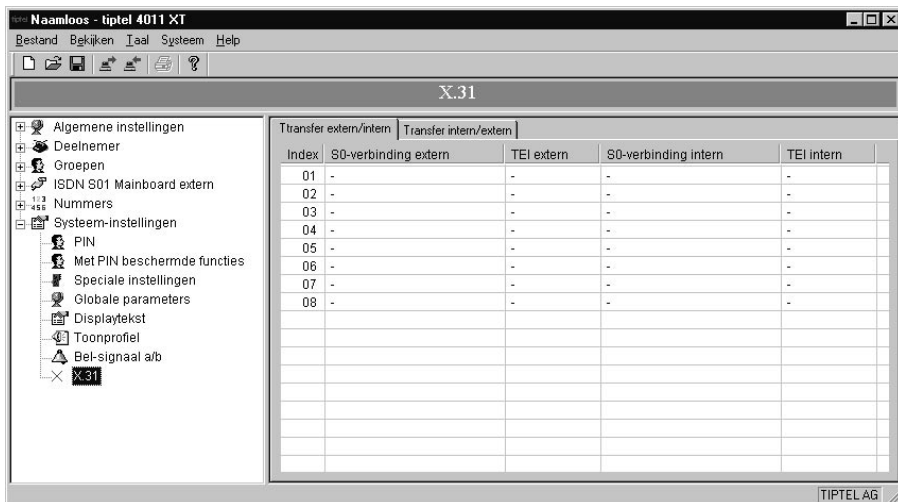 Naamloos - tiptel 4011 XT
Bestand Bekijken Taal Systeem Help
X.31
Algemene instellingen
Deelnemer
Groepen
ISDN S01 Mainboard extern
Nummers
Systeem-instellingen
PIN
Met PIN beschermde functies
Speciale instellingen
Globale parameters
Displaytekst
Toonprofiel
Bel-signaal a/b
X.31
Ttransfer extern/intern Transfer intern/extern
Index S0-verbinding extern TEI extern S0-verbinding intern TEI intern
01 - - - -
02 - - - -
03 - - - -
04 - - - -
05 - - - -
06 - - - -
07 - - - -
08 - - - -
TIPTEL AG